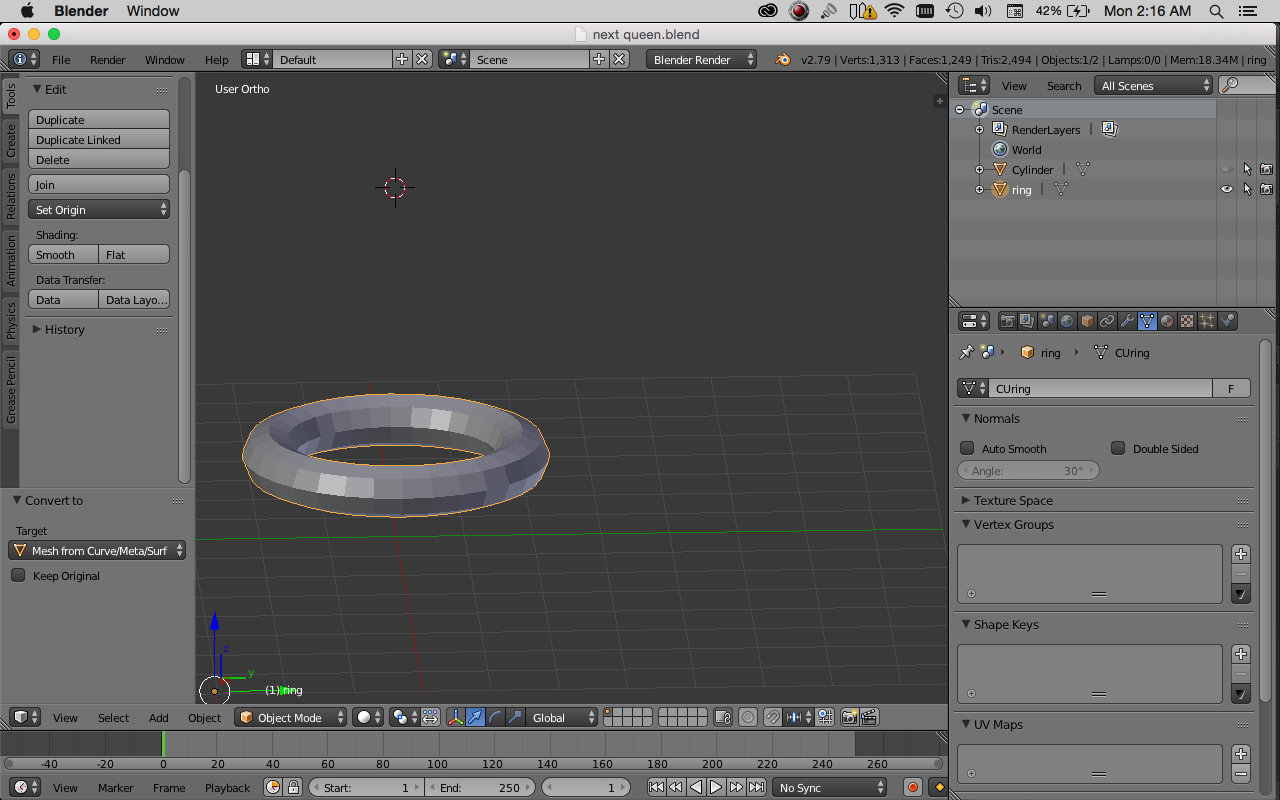 Blender Window 42% Mon 2:16 AM
next queen.blend
File Render Window Help Default Scene Blender Render v2.79 | Verts:1,313 | Faces:1,249 | Tris:2,494 | Objects:1/2 | Lamps:0/0 | Mem:18.34M | ring
Tools
Create
Relations
Animation
Physics
Grease Pencil
Edit
Duplicate
Duplicate Linked
Delete
Join
Set Origin
Shading:
Smooth Flat
Data Transfer:
Data Data Layo...
History
Convert to
Target
Mesh from Curve/Meta/Surf
Keep Original
User Ortho
z
y
(1) ring
View Select Add Object Object Mode Global
-40 -20 0 20 40 60 80 100 120 140 160 180 200 220 240 260
View Marker Frame Playback Start: 1 End: 250 1 No Sync
View Search All Scenes
Scene
RenderLayers |
World
Cylinder |
ring |
ring CUring
CUring F
Normals
Auto Smooth Double Sided
Angle: 30°
Texture Space
Vertex Groups
Shape Keys
UV Maps